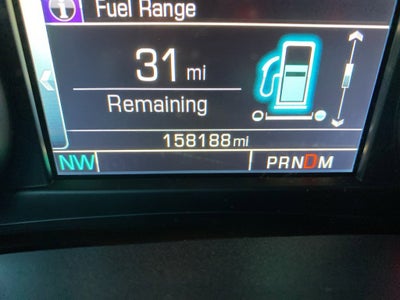 Fuel Range
31 mi
Remaining
158188mi
NW PRNDM